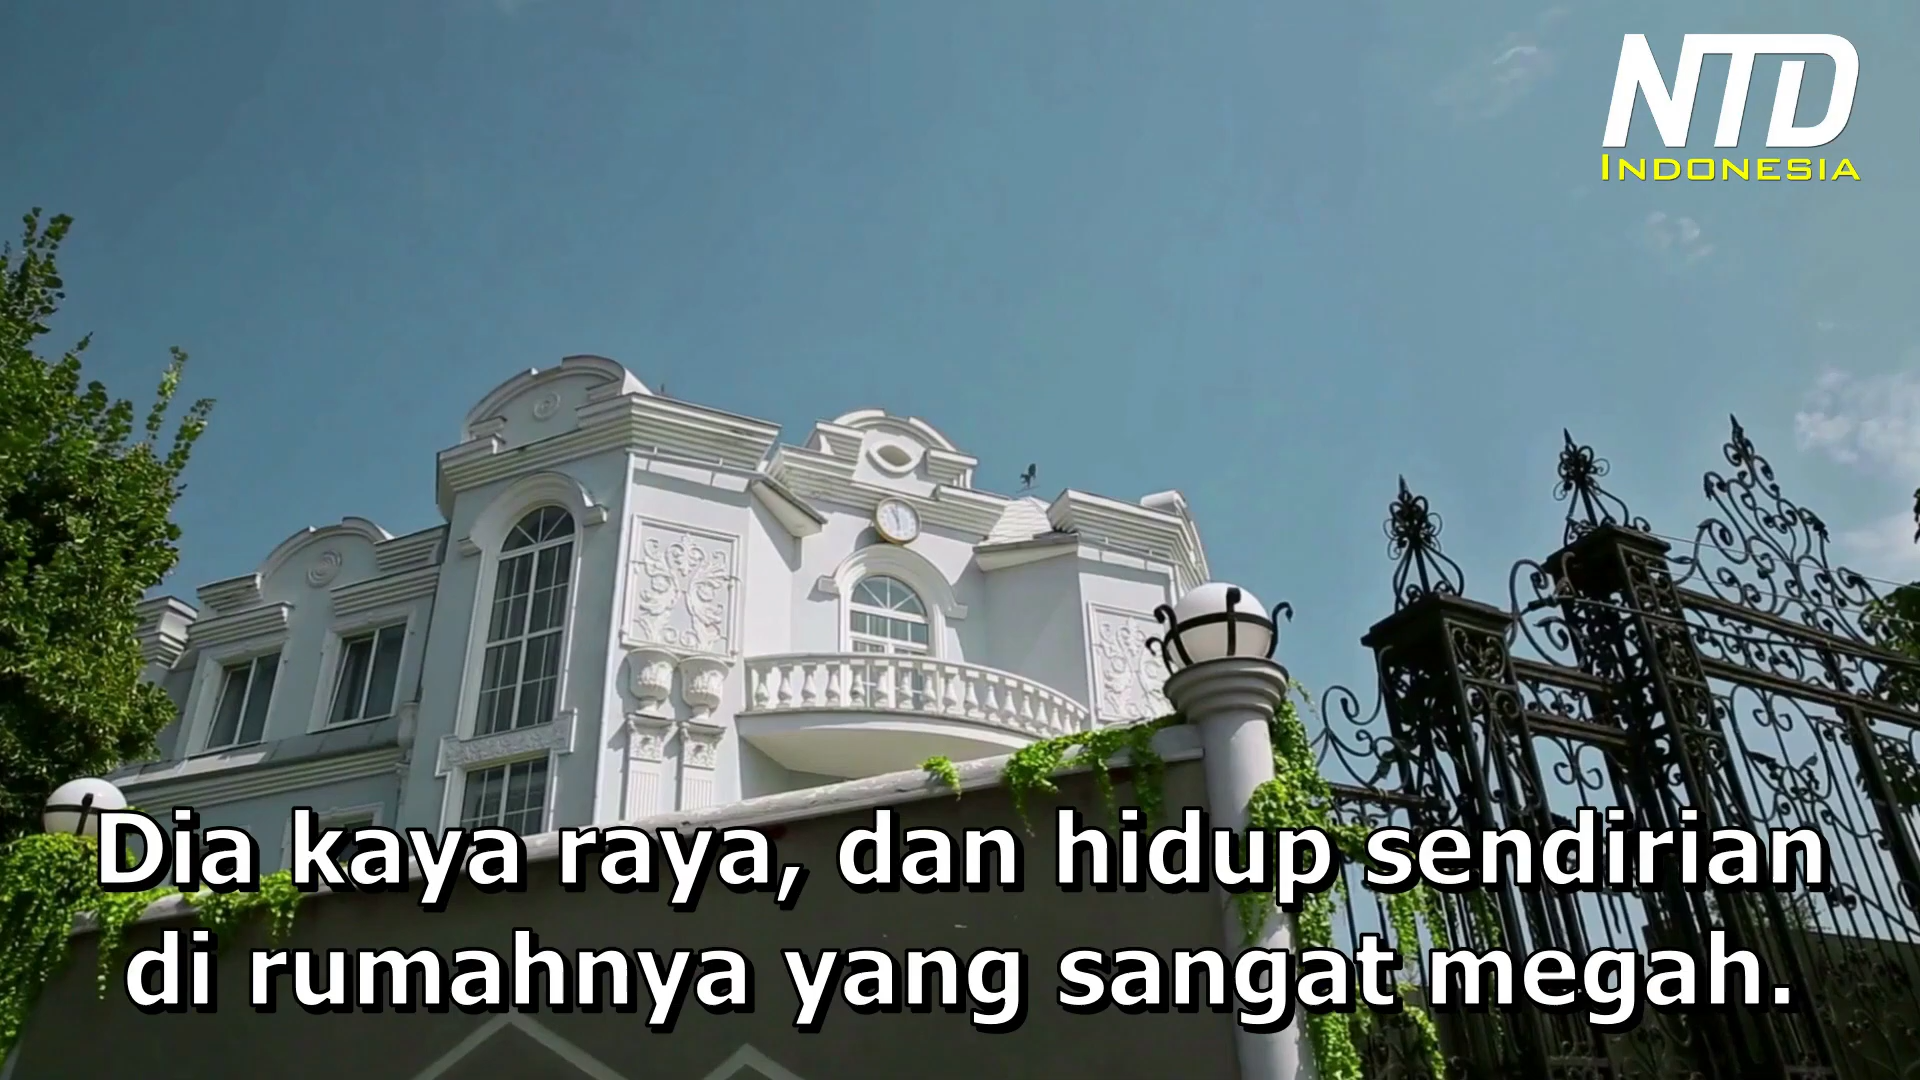 NTD
INDONESIA
Dia kaya raya, dan hidup sendirian
di rumahnya yang sangat megah.